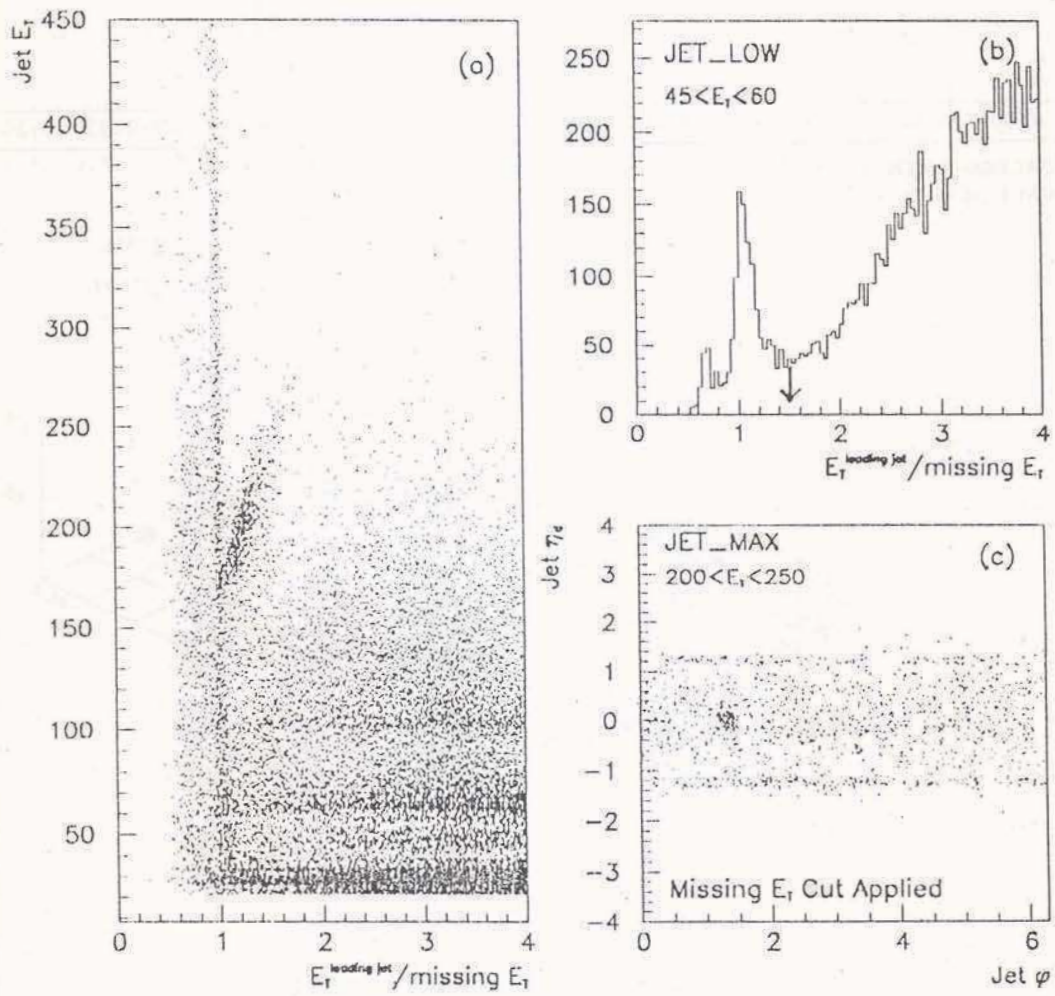 Jet E_T
450
400
350
300
250
200
150
100
50
0
1
2
3
4
(a)
E_T^leading jet/missing E_T
JET_LOW
(b)
45<E_T<60
250
200
150
100
50
0
0
1
2
3
4
E_T^leading jet/missing E_T
Jet η_d
JET_MAX
(c)
200<E_T<250
4
3
2
1
0
−1
−2
−3
−4
Missing E_T Cut Applied
0
2
4
6
Jet φ